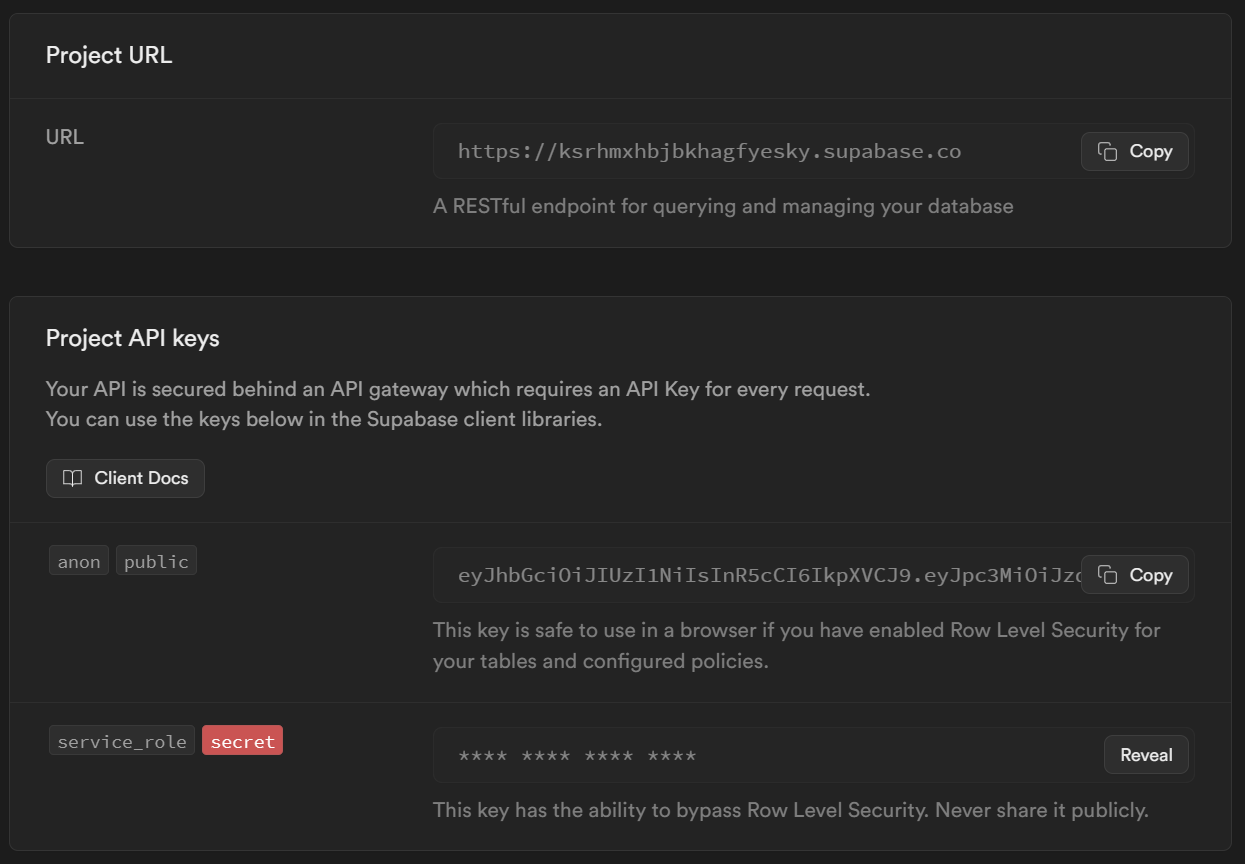 Project URL
URL
https://ksrhmxhbjbkhagfyesky.supabase.co
Copy
A RESTful endpoint for querying and managing your database
Project API keys
Your API is secured behind an API gateway which requires an API Key for every request.
You can use the keys below in the Supabase client libraries.
Client Docs
anon public
eyJhbGciOiJIUzI1NiIsInR5cCI6IkpXVCJ9.eyJpc3MiOiJzd
Copy
This key is safe to use in a browser if you have enabled Row Level Security for
your tables and configured policies.
service_role secret
**** **** **** ****
Reveal
This key has the ability to bypass Row Level Security. Never share it publicly.